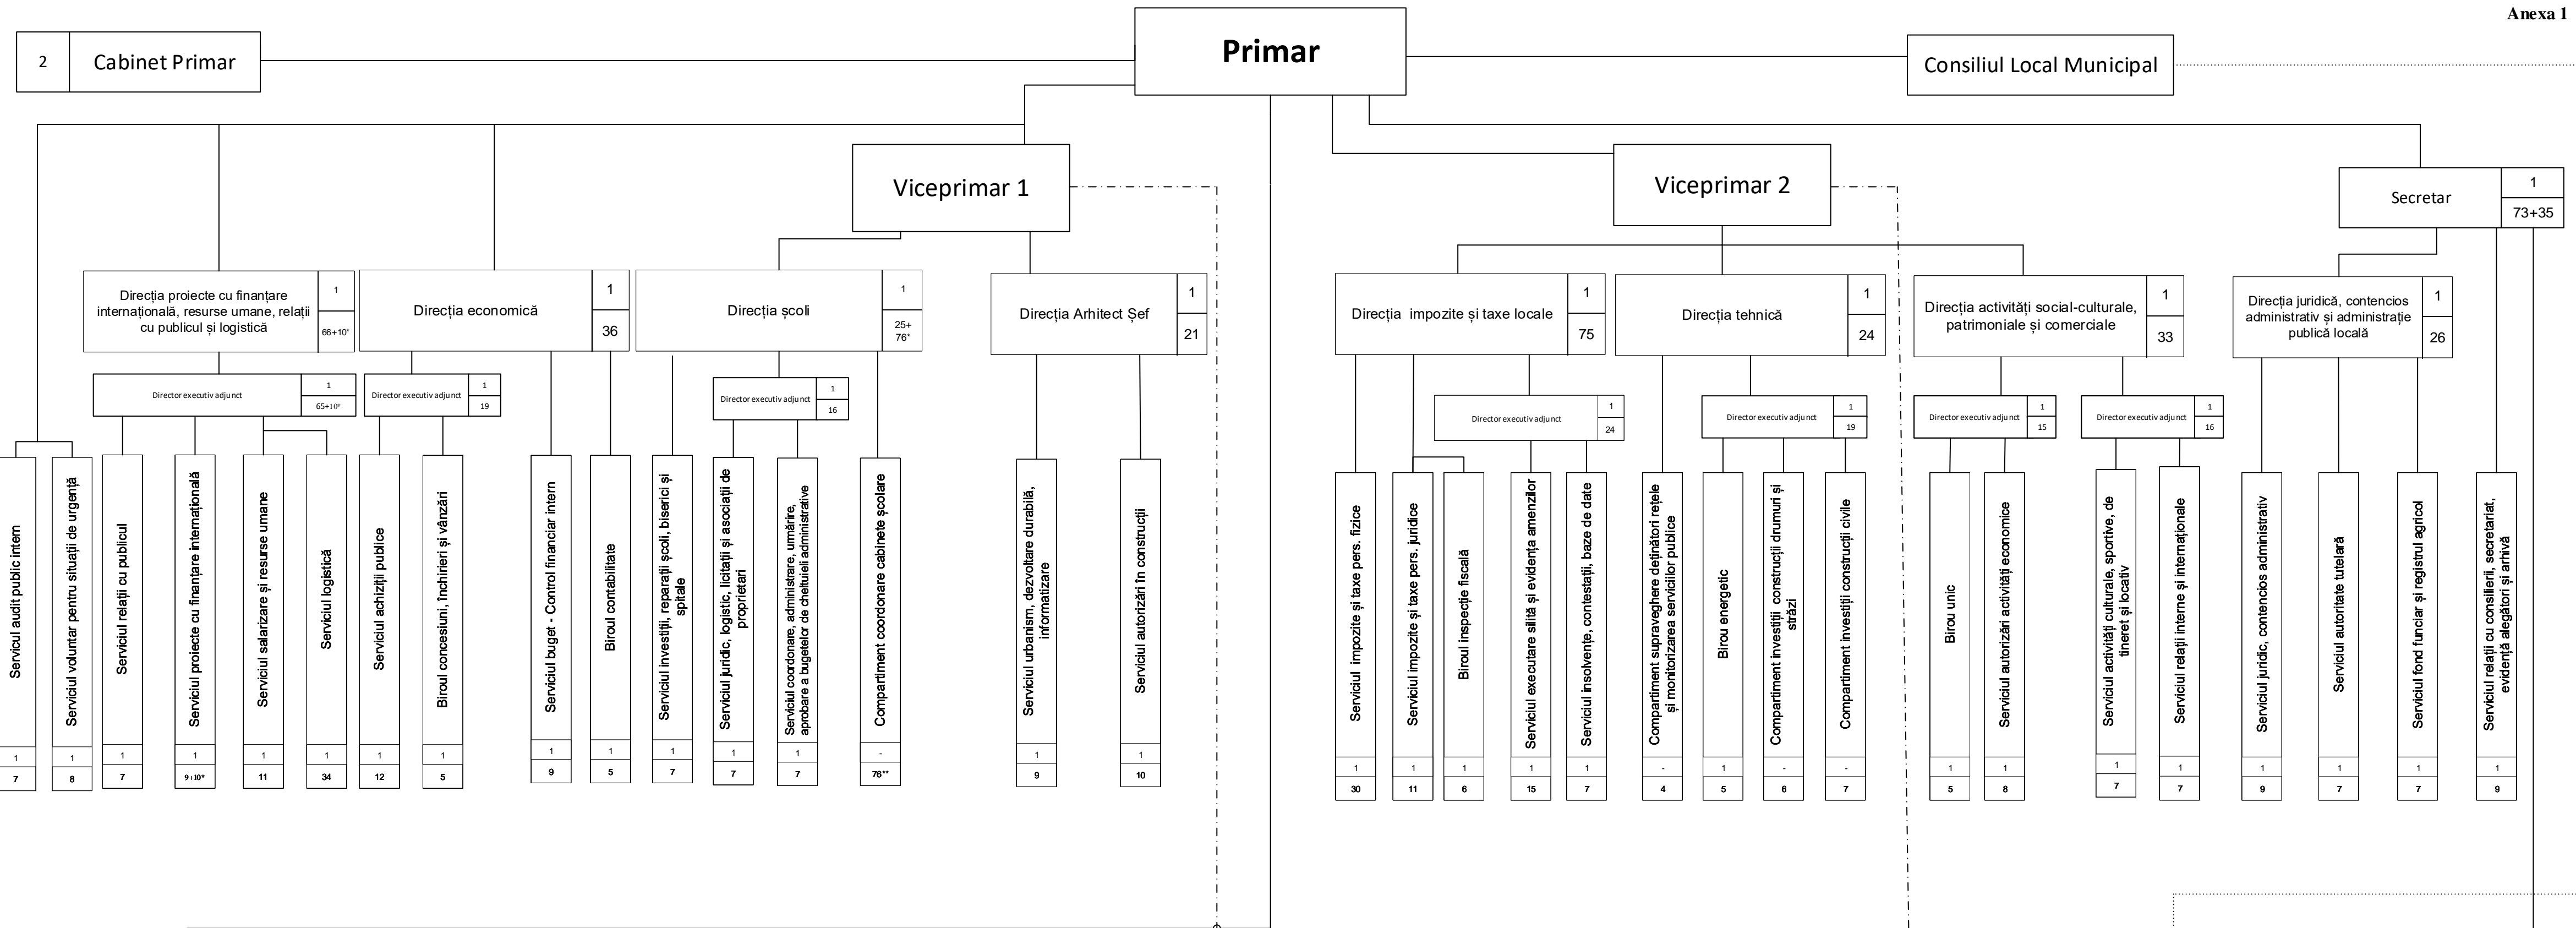 Anexa 1
2
Cabinet Primar
Primar
Consiliul Local Municipal
Viceprimar 1
Viceprimar 2
Secretar
1
73+35
Direcția proiecte cu finanțare
internațională, resurse umane, relații
cu publicul și logistică
1
66+10*
Direcția economică
1
36
Direcția școli
1
25+
76*
Direcția Arhitect Șef
1
21
Direcția impozite și taxe locale
1
75
Direcția tehnică
1
24
Direcția activități social-culturale,
patrimoniale și comerciale
1
33
Direcția juridică, contencios
administrativ și administrație
publică locală
1
26
Director executiv adjunct
1
65+10*
Director executiv adjunct
1
19
Director executiv adjunct
1
16
Director executiv adjunct
1
24
Director executiv adjunct
1
19
Director executiv adjunct
1
15
Director executiv adjunct
1
16
Servicul audit public intern
1
7
Serviciul voluntar pentru situații de urgență
1
8
Serviciul relații cu publicul
1
7
Serviciul proiecte cu finanțare internațională
1
9+10*
Serviciul salarizare și resurse umane
1
11
Serviciul logistică
1
34
Serviciul achiziții publice
1
12
Biroul concesiuni, închirieri și vânzări
1
5
Serviciul buget - Control financiar intern
1
9
Biroul contabilitate
1
5
Serviciul investiții, reparații școli, biserici și
spitale
1
7
Serviciul juridic, logistic, licitații și asociații de
proprietari
1
7
Serviciul coordonare, administrare, urmărire,
aprobare a bugetelor de cheltuieli administrative
1
7
Compartiment coordonare cabinete școlare
-
76**
Serviciul urbanism, dezvoltare durabilă,
informatizare
1
9
Serviciul autorizări în construcții
1
10
Serviciul impozite și taxe pers. fizice
1
30
Serviciul impozite și taxe pers. juridice
1
11
Biroul inspecție fiscală
1
6
Serviciul executare silită și evidența amenzilor
1
15
Serviciul insolvențe, contestații, baze de date
1
7
Compartiment supraveghere deținători rețele
și monitorizarea serviciilor publice
-
4
Birou energetic
1
5
Compartiment investiții construcții drumuri și
străzi
-
6
Compartiment investiții construcții civile
-
7
Birou unic
1
5
Serviciul autorizări activități economice
1
8
Serviciul activități culturale, sportive, de
tineret și locativ
1
7
Serviciul relații interne și internaționale
1
7
Serviciul juridic, contencios administrativ
1
9
Serviciul autoritate tutelară
1
7
Serviciul fond funciar și registrul agricol
1
7
Serviciul relații cu consilierii, secretariat,
evidență alegători și arhivă
1
9